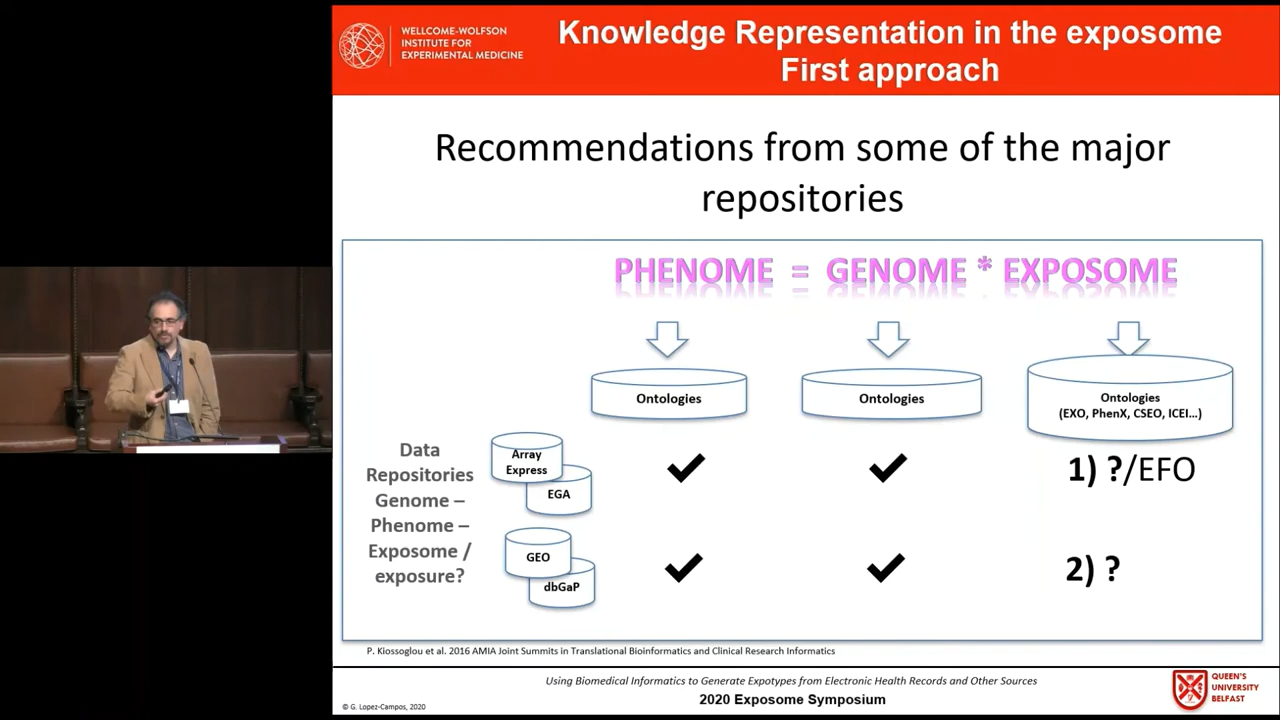 WELLCOME-WOLFSON
INSTITUTE FOR
EXPERIMENTAL MEDICINE
Knowledge Representation in the exposome
First approach
Recommendations from some of the major
repositories
PHENOME = GENOME * EXPOSOME
Ontologies
Ontologies
Ontologies
(EXO, PhenX, CSEO, ICEI...)
Data
Repositories
Genome –
Phenome –
Exposome /
exposure?
Array
Express
EGA
1) ?/EFO
GEO
dbGaP
2) ?
P. Kiossoglou et al. 2016 AMIA Joint Summits in Translational Bioinformatics and Clinical Research Informatics
Using Biomedical Informatics to Generate Expotypes from Electronic Health Records and Other Sources
2020 Exposome Symposium
© G. Lopez-Campos, 2020
QUEEN'S
UNIVERSITY
BELFAST